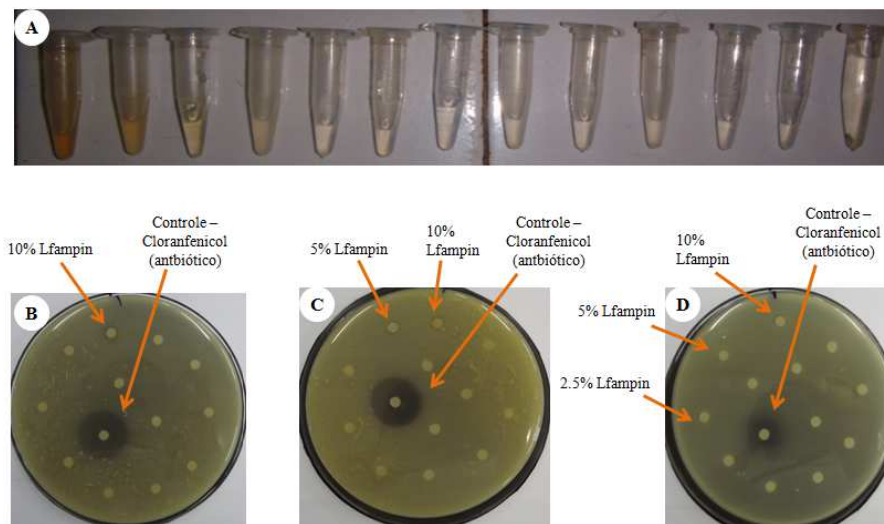 A
10% Lfampin
Controle –
Cloranfenicol
(antbiótico)
B
5% Lfampin
10%
Lfampin
Controle –
Cloranfenicol
(antbiótico)
C
10%
Lfampin
Controle –
Cloranfenicol
(antbiótico)
5% Lfampin
2.5% Lfampin
D